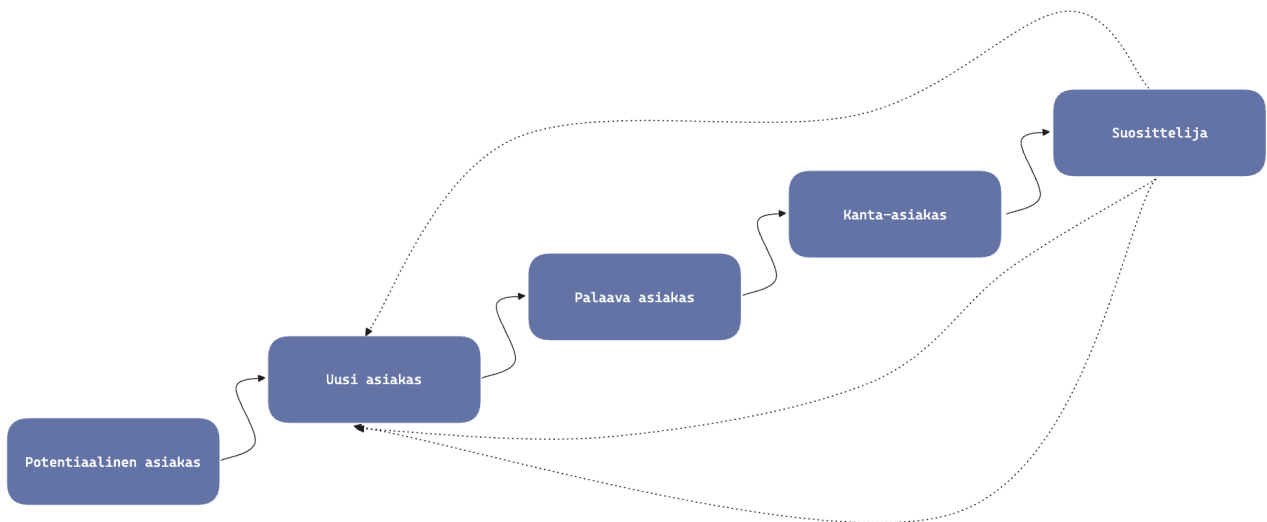 Suosittelija
Kanta-asiakas
Palaava asiakas
Uusi asiakas
Potentiaalinen asiakas